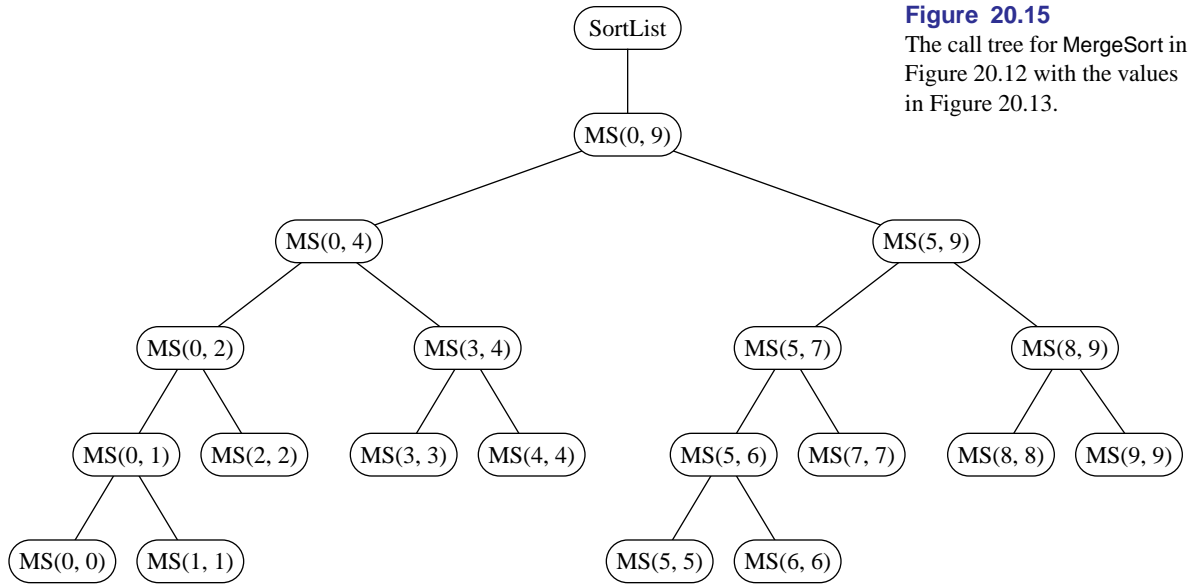 SortList
Figure 20.15
The call tree for MergeSort in
Figure 20.12 with the values
in Figure 20.13.
MS(0, 9)
MS(0, 4)
MS(5, 9)
MS(0, 2)
MS(3, 4)
MS(5, 7)
MS(8, 9)
MS(0, 1)
MS(2, 2)
MS(3, 3)
MS(4, 4)
MS(5, 6)
MS(7, 7)
MS(8, 8)
MS(9, 9)
MS(0, 0)
MS(1, 1)
MS(5, 5)
MS(6, 6)